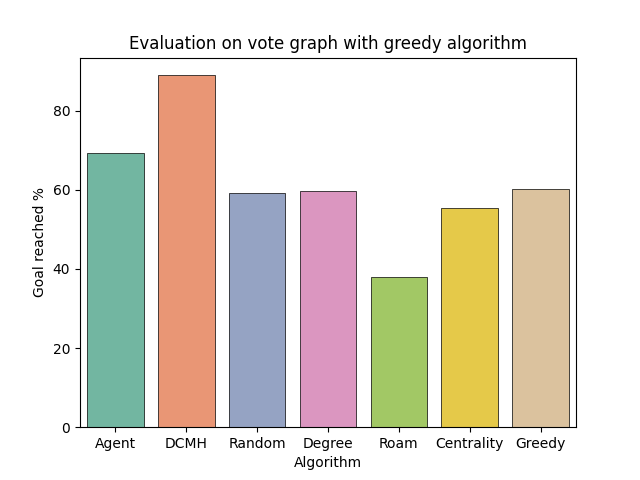 Evaluation on vote graph with greedy algorithm
Goal reached %
80
60
40
20
0
Agent DCMH Random Degree Roam Centrality Greedy
Algorithm